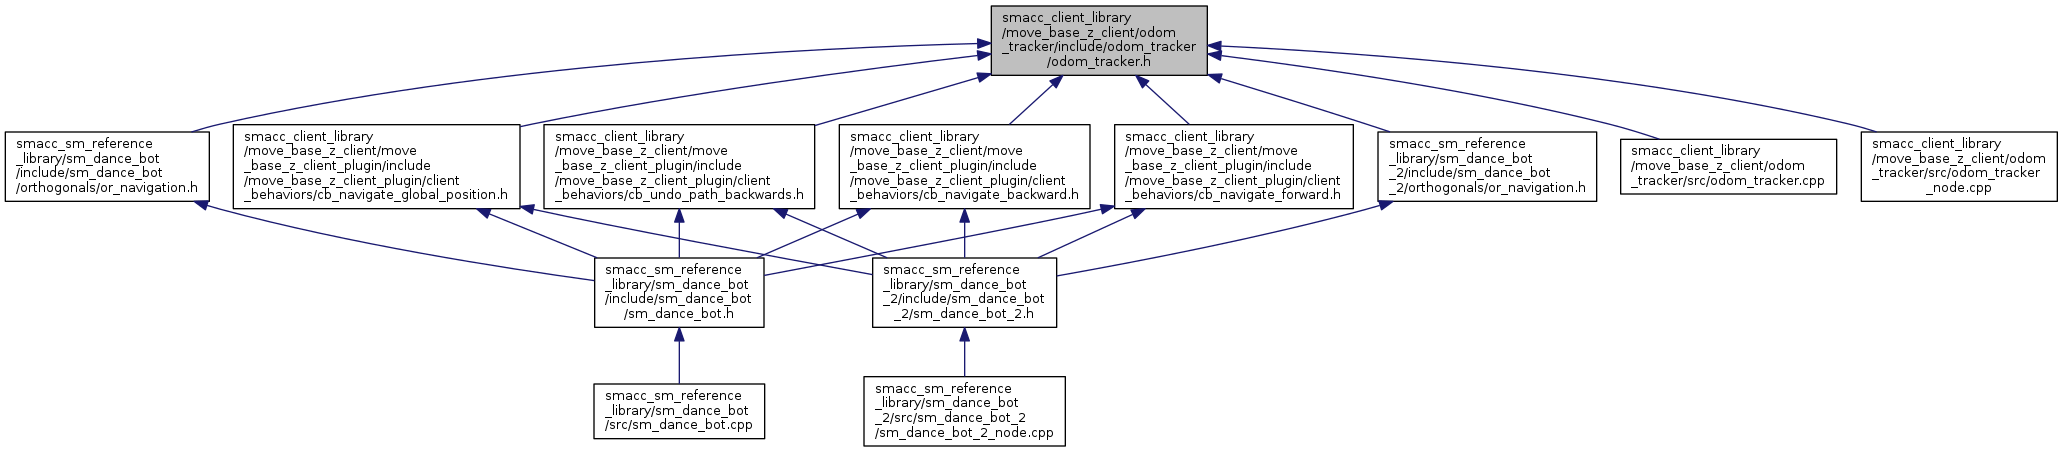 smacc_client_library
/move_base_z_client/odom
_tracker/include/odom_tracker
/odom_tracker.h
smacc_sm_reference
_library/sm_dance_bot
/include/sm_dance_bot
/orthogonals/or_navigation.h
smacc_client_library
/move_base_z_client/move
_base_z_client_plugin/include
/move_base_z_client_plugin/client
_behaviors/cb_navigate_global_position.h
smacc_client_library
/move_base_z_client/move
_base_z_client_plugin/include
/move_base_z_client_plugin/client
_behaviors/cb_undo_path_backwards.h
smacc_client_library
/move_base_z_client/move
_base_z_client_plugin/include
/move_base_z_client_plugin/client
_behaviors/cb_navigate_backward.h
smacc_client_library
/move_base_z_client/move
_base_z_client_plugin/include
/move_base_z_client_plugin/client
_behaviors/cb_navigate_forward.h
smacc_sm_reference
_library/sm_dance_bot
_2/include/sm_dance_bot
_2/orthogonals/or_navigation.h
smacc_client_library
/move_base_z_client/odom
_tracker/src/odom_tracker.cpp
smacc_client_library
/move_base_z_client/odom
_tracker/src/odom_tracker
_node.cpp
smacc_sm_reference
_library/sm_dance_bot
/include/sm_dance_bot
/sm_dance_bot.h
smacc_sm_reference
_library/sm_dance_bot
_2/include/sm_dance_bot
_2/sm_dance_bot_2.h
smacc_sm_reference
_library/sm_dance_bot
/src/sm_dance_bot.cpp
smacc_sm_reference
_library/sm_dance_bot
_2/src/sm_dance_bot_2
/sm_dance_bot_2_node.cpp